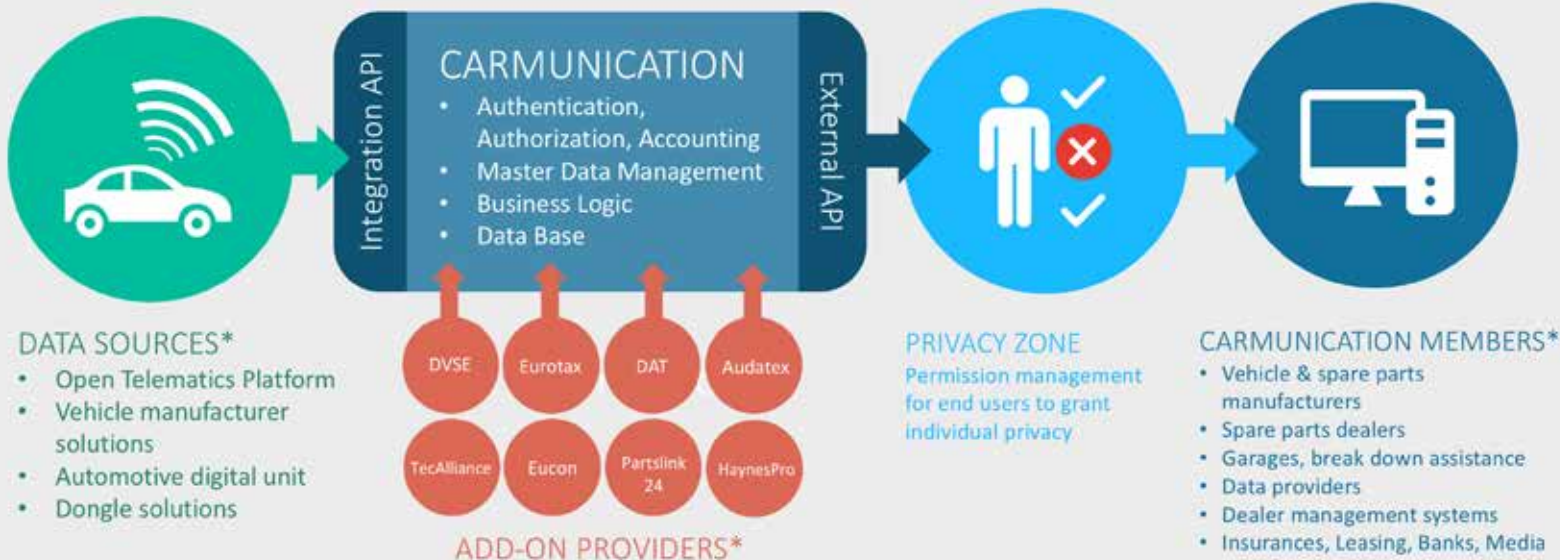 Integration API
CARMUNICATION
• Authentication,
Authorization, Accounting
• Master Data Management
• Business Logic
• Data Base
External API
DATA SOURCES*
• Open Telematics Platform
• Vehicle manufacturer
solutions
• Automotive digital unit
• Dongle solutions
DVSE
Eurotax
DAT
Audatex
TecAlliance
Eucon
Partslink
24
HaynesPro
ADD-ON PROVIDERS*
PRIVACY ZONE
Permission management
for end users to grant
individual privacy
CARMUNICATION MEMBERS*
• Vehicle & spare parts
manufacturers
• Spare parts dealers
• Garages, break down assistance
• Data providers
• Dealer management systems
• Insurances, Leasing, Banks, Media